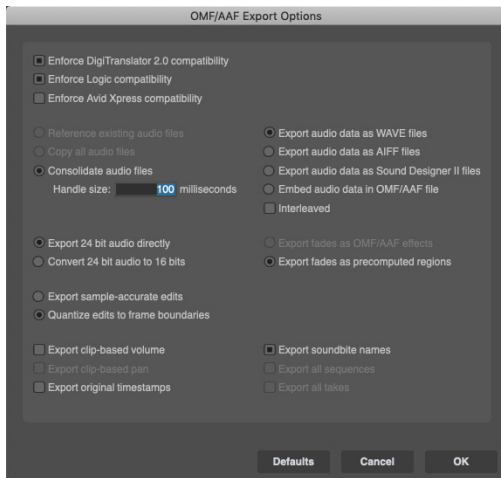 OMF/AAF Export Options
Enforce DigiTranslator 2.0 compatibility
Enforce Logic compatibility
Enforce Avid Xpress compatibility
Reference existing audio files
Copy all audio files
Consolidate audio files
Handle size: 100 milliseconds
Export audio data as WAVE files
Export audio data as AIFF files
Export audio data as Sound Designer II files
Embed audio data in OMF/AAF file
Interleaved
Export 24 bit audio directly
Convert 24 bit audio to 16 bits
Export fades as OMF/AAF effects
Export fades as precomputed regions
Export sample-accurate edits
Quantize edits to frame boundaries
Export clip-based volume
Export clip-based pan
Export original timestamps
Export soundbite names
Export all sequences
Export all takes
Defaults
Cancel
OK